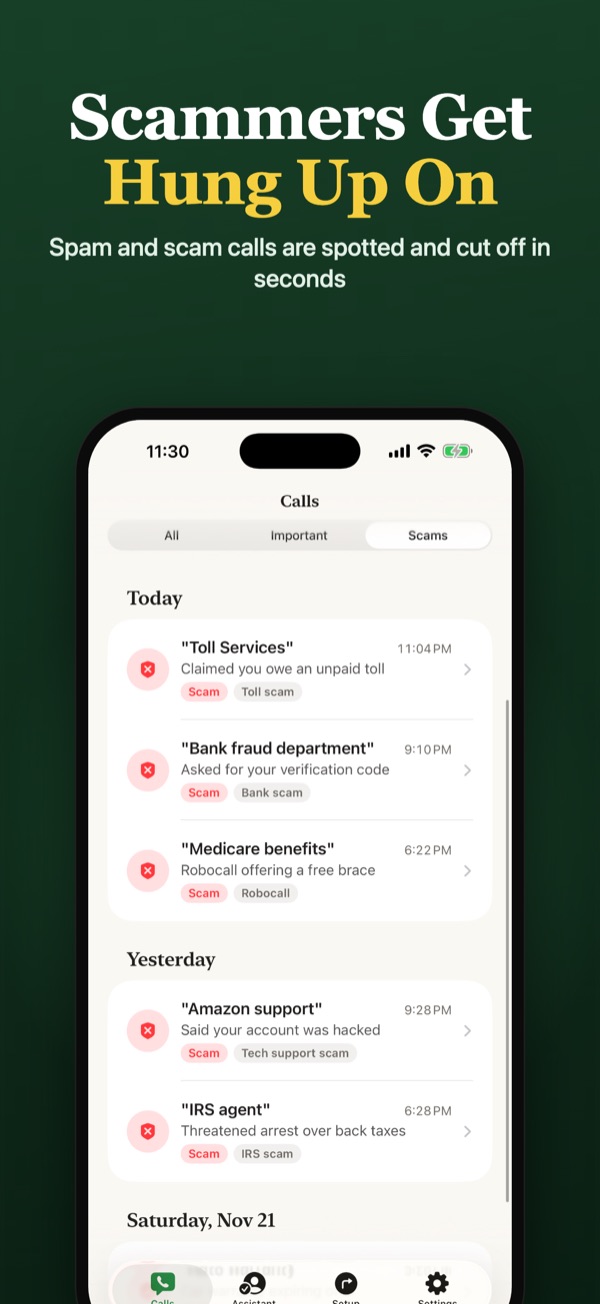 Scammers Get
Hung Up On
Spam and scam calls are spotted and cut off in
seconds
11:30
Calls
All Important Scams
Today
"Toll Services" 11:04 PM
Claimed you owe an unpaid toll
Scam Toll scam
"Bank fraud department" 9:10 PM
Asked for your verification code
Scam Bank scam
"Medicare benefits" 6:22 PM
Robocall offering a free brace
Scam Robocall
Yesterday
"Amazon support" 9:28 PM
Said your account was hacked
Scam Tech support scam
"IRS agent" 6:28 PM
Threatened arrest over back taxes
Scam IRS scam
Saturday, Nov 21
Calls Assistant Setup Settings